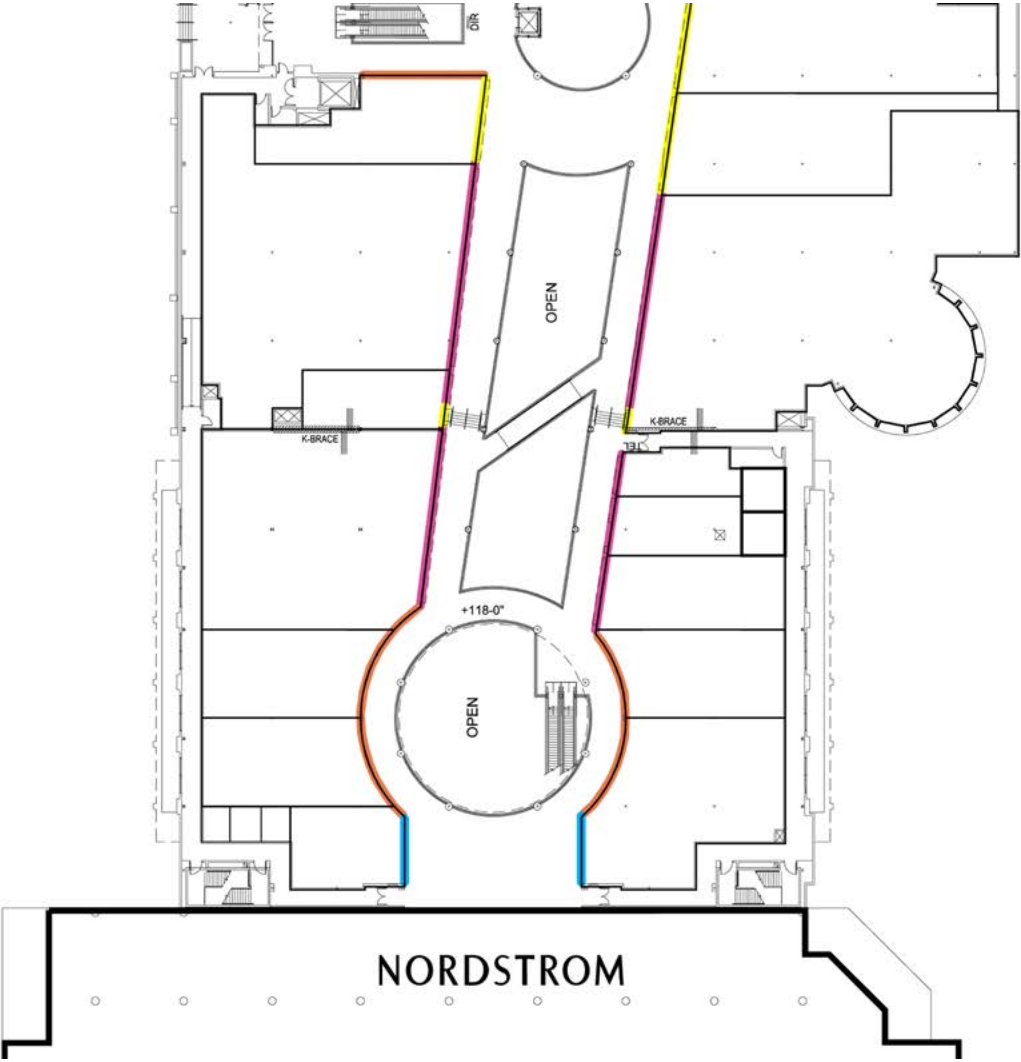 DIR
OPEN
K-BRACE
K-BRACE
TEL
+118-0"
OPEN
NORDSTROM